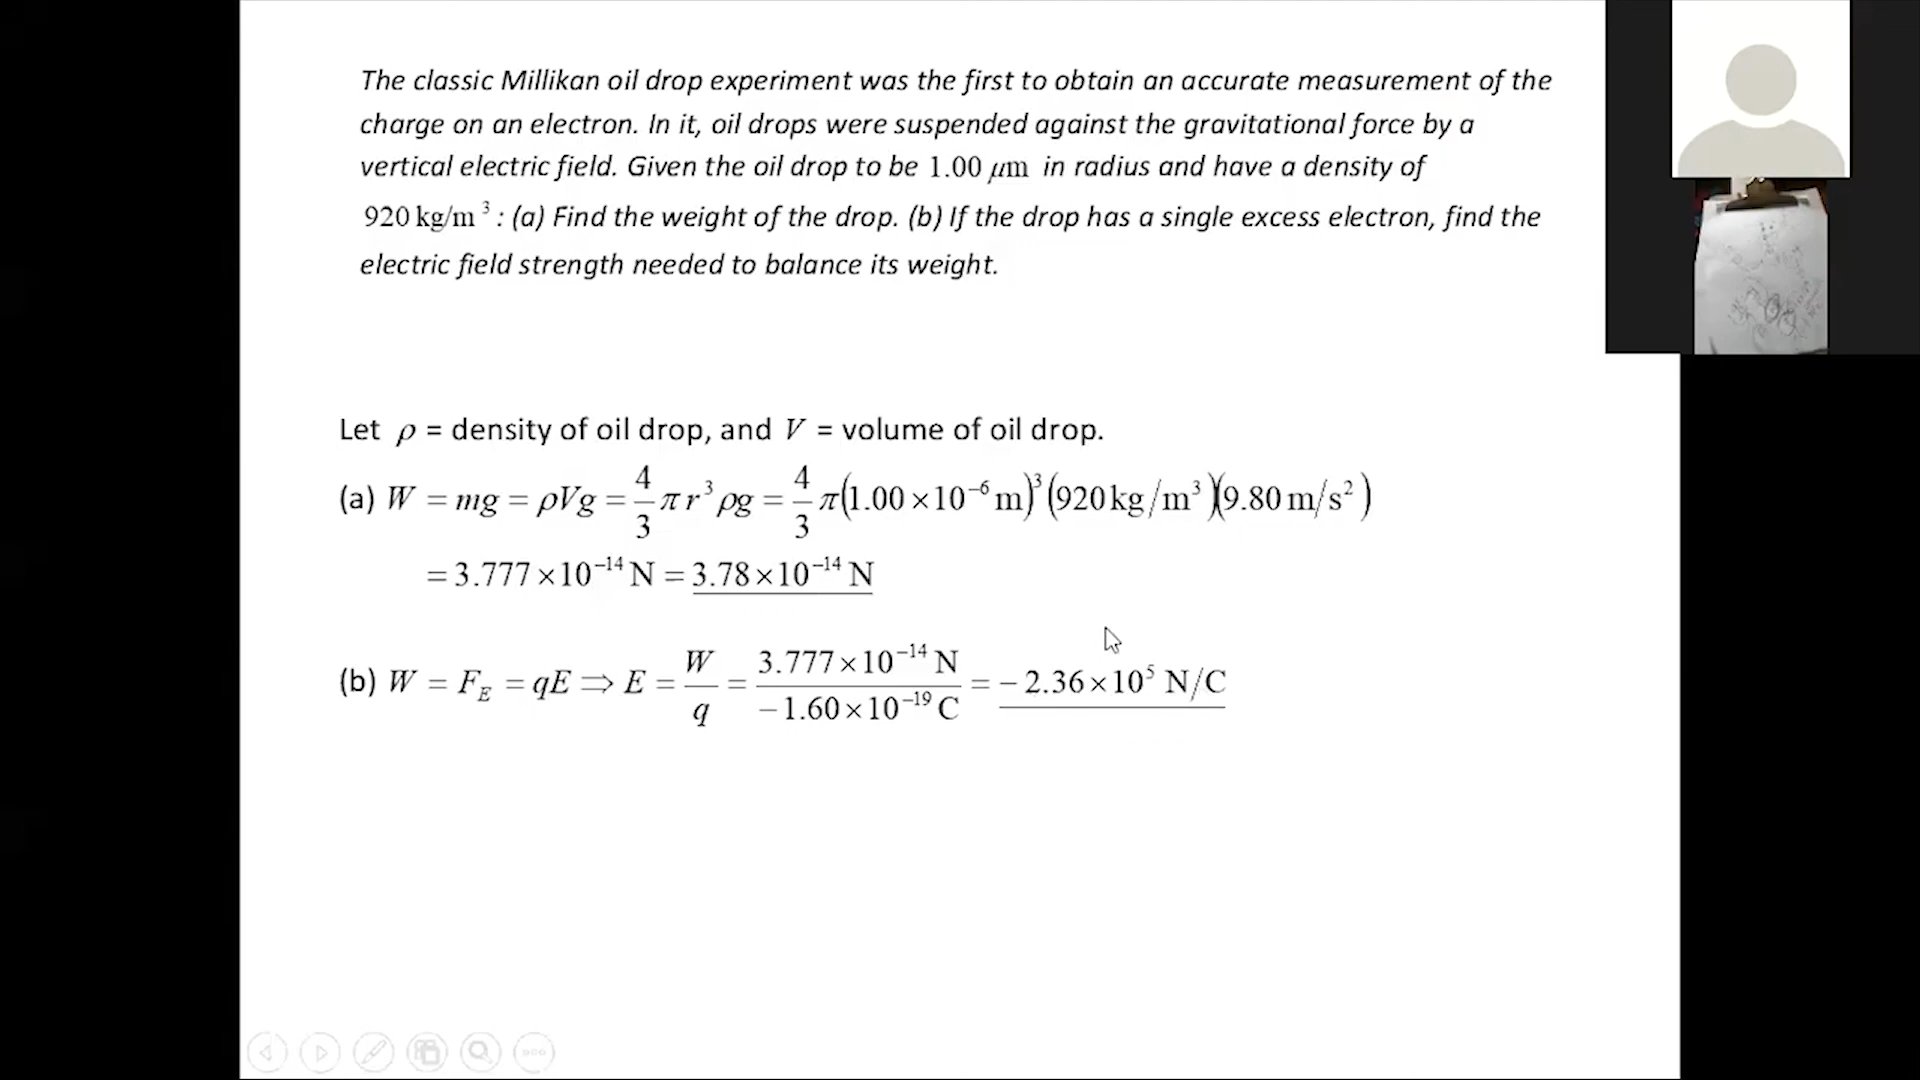 The classic Millikan oil drop experiment was the first to obtain an accurate measurement of the
charge on an electron. In it, oil drops were suspended against the gravitational force by a
vertical electric field. Given the oil drop to be 1.00 μm in radius and have a density of
920 kg/m³ : (a) Find the weight of the drop. (b) If the drop has a single excess electron, find the
electric field strength needed to balance its weight.
Let ρ = density of oil drop, and V = volume of oil drop.
(a) W = mg = ρVg = 4/3 π r³ ρg = 4/3 π(1.00×10⁻⁶ m)³(920 kg/m³)(9.80 m/s²)
= 3.777×10⁻¹⁴ N = 3.78×10⁻¹⁴ N
(b) W = F_E = qE ⇒ E = W/q = 3.777×10⁻¹⁴ N / −1.60×10⁻¹⁹ C = −2.36×10⁵ N/C